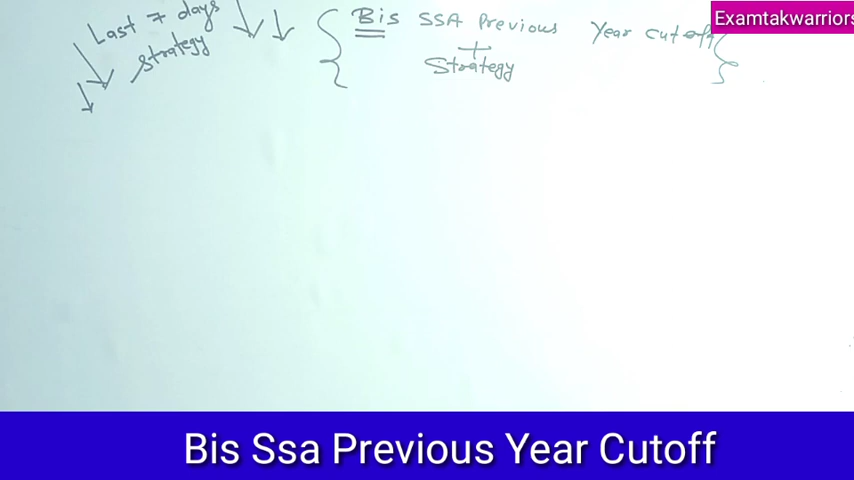 Examtakwarriors
Last 7 days
strategy
Bis SSA Previous Year cutoff
+
Strategy
Bis Ssa Previous Year Cutoff